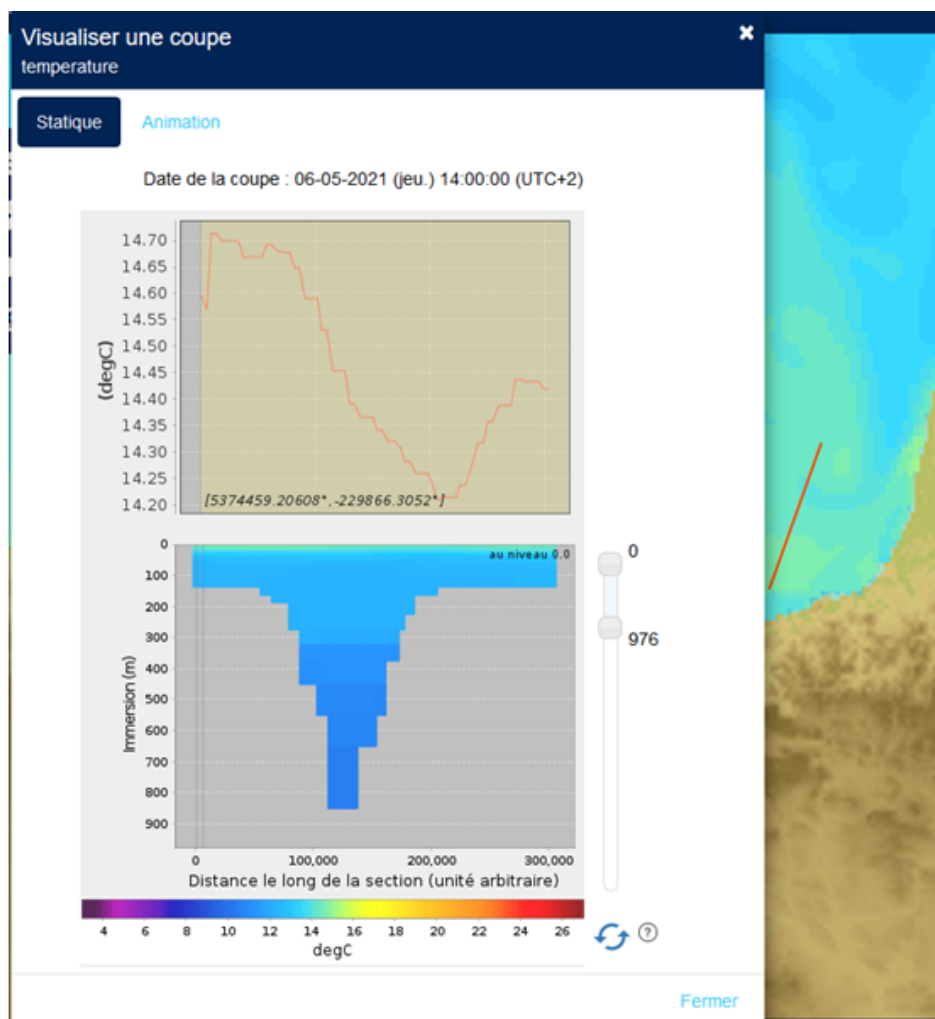 Visualiser une coupe
temperature
Statique
Animation
Date de la coupe : 06-05-2021 (jeu.) 14:00:00 (UTC+2)
14.70
14.65
14.60
14.55
14.50
14.45
14.40
14.35
14.30
14.25
14.20
(degC)
[5374459.20608°,-229866.3052°]
au niveau 0.0
0
100
200
300
400
500
600
700
800
900
Immersion (m)
0
976
0 100,000 200,000 300,000
Distance le long de la section (unité arbitraire)
4 6 8 10 12 14 16 18 20 22 24 26
degC
?
Fermer